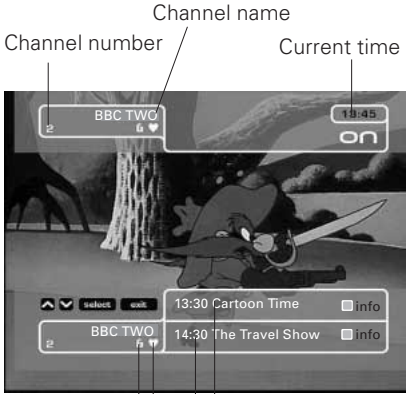 Channel name
Channel number
Current time
BBC TWO
2
13:45
on
select exit
13:30 Cartoon Time info
BBC TWO
14:30 The Travel Show info
2